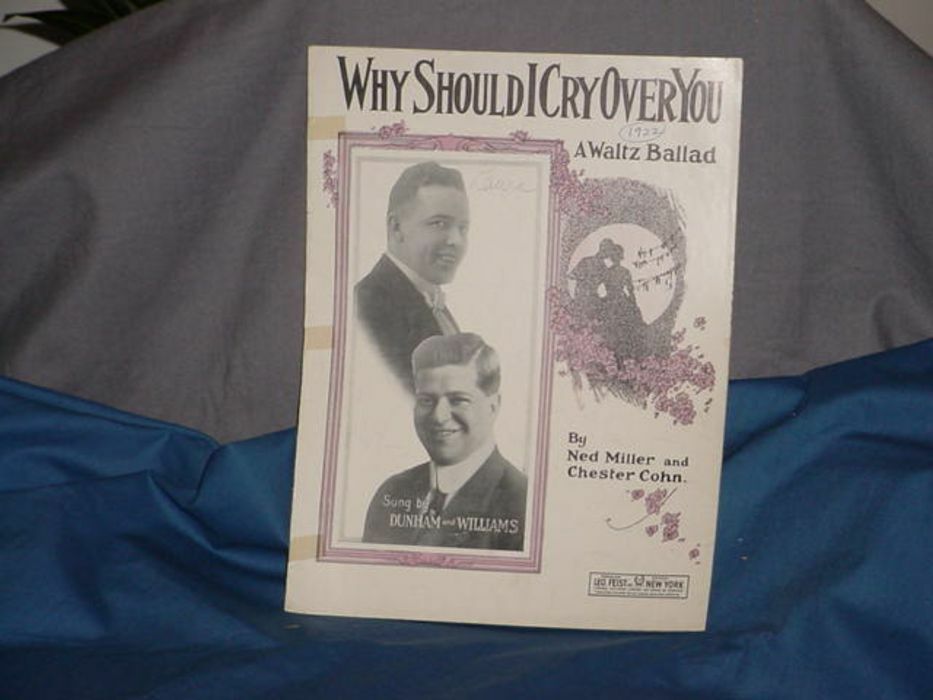 WHY SHOULD I CRY OVER YOU
1922
A Waltz Ballad
Sung by
DUNHAM and WILLIAMS
By
Ned Miller and
Chester Cohn.
LEO. FEIST NEW YORK